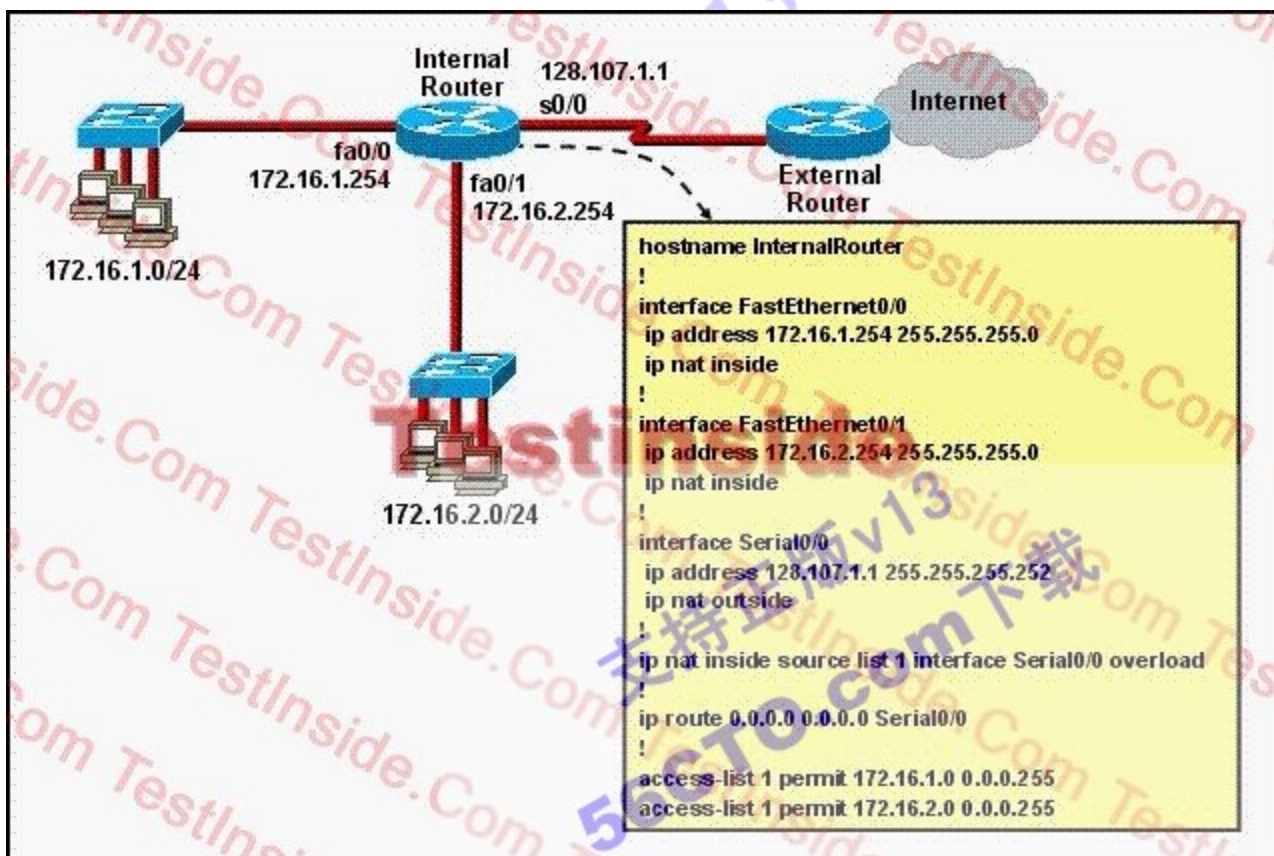 Internal
Router
128.107.1.1
s0/0
Internet
fa0/0
172.16.1.254
fa0/1
172.16.2.254
External
Router
172.16.1.0/24
172.16.2.0/24
hostname InternalRouter
!
interface FastEthernet0/0
ip address 172.16.1.254 255.255.255.0
ip nat inside
!
interface FastEthernet0/1
ip address 172.16.2.254 255.255.255.0
ip nat inside
!
interface Serial0/0
ip address 128.107.1.1 255.255.255.252
ip nat outside
!
ip nat inside source list 1 interface Serial0/0 overload
!
ip route 0.0.0.0 0.0.0.0 Serial0/0
!
access-list 1 permit 172.16.1.0 0.0.0.255
access-list 1 permit 172.16.2.0 0.0.0.255
TestInside
TestInside.Com TestInside.Com
支持正版v13
56CTO.com下载